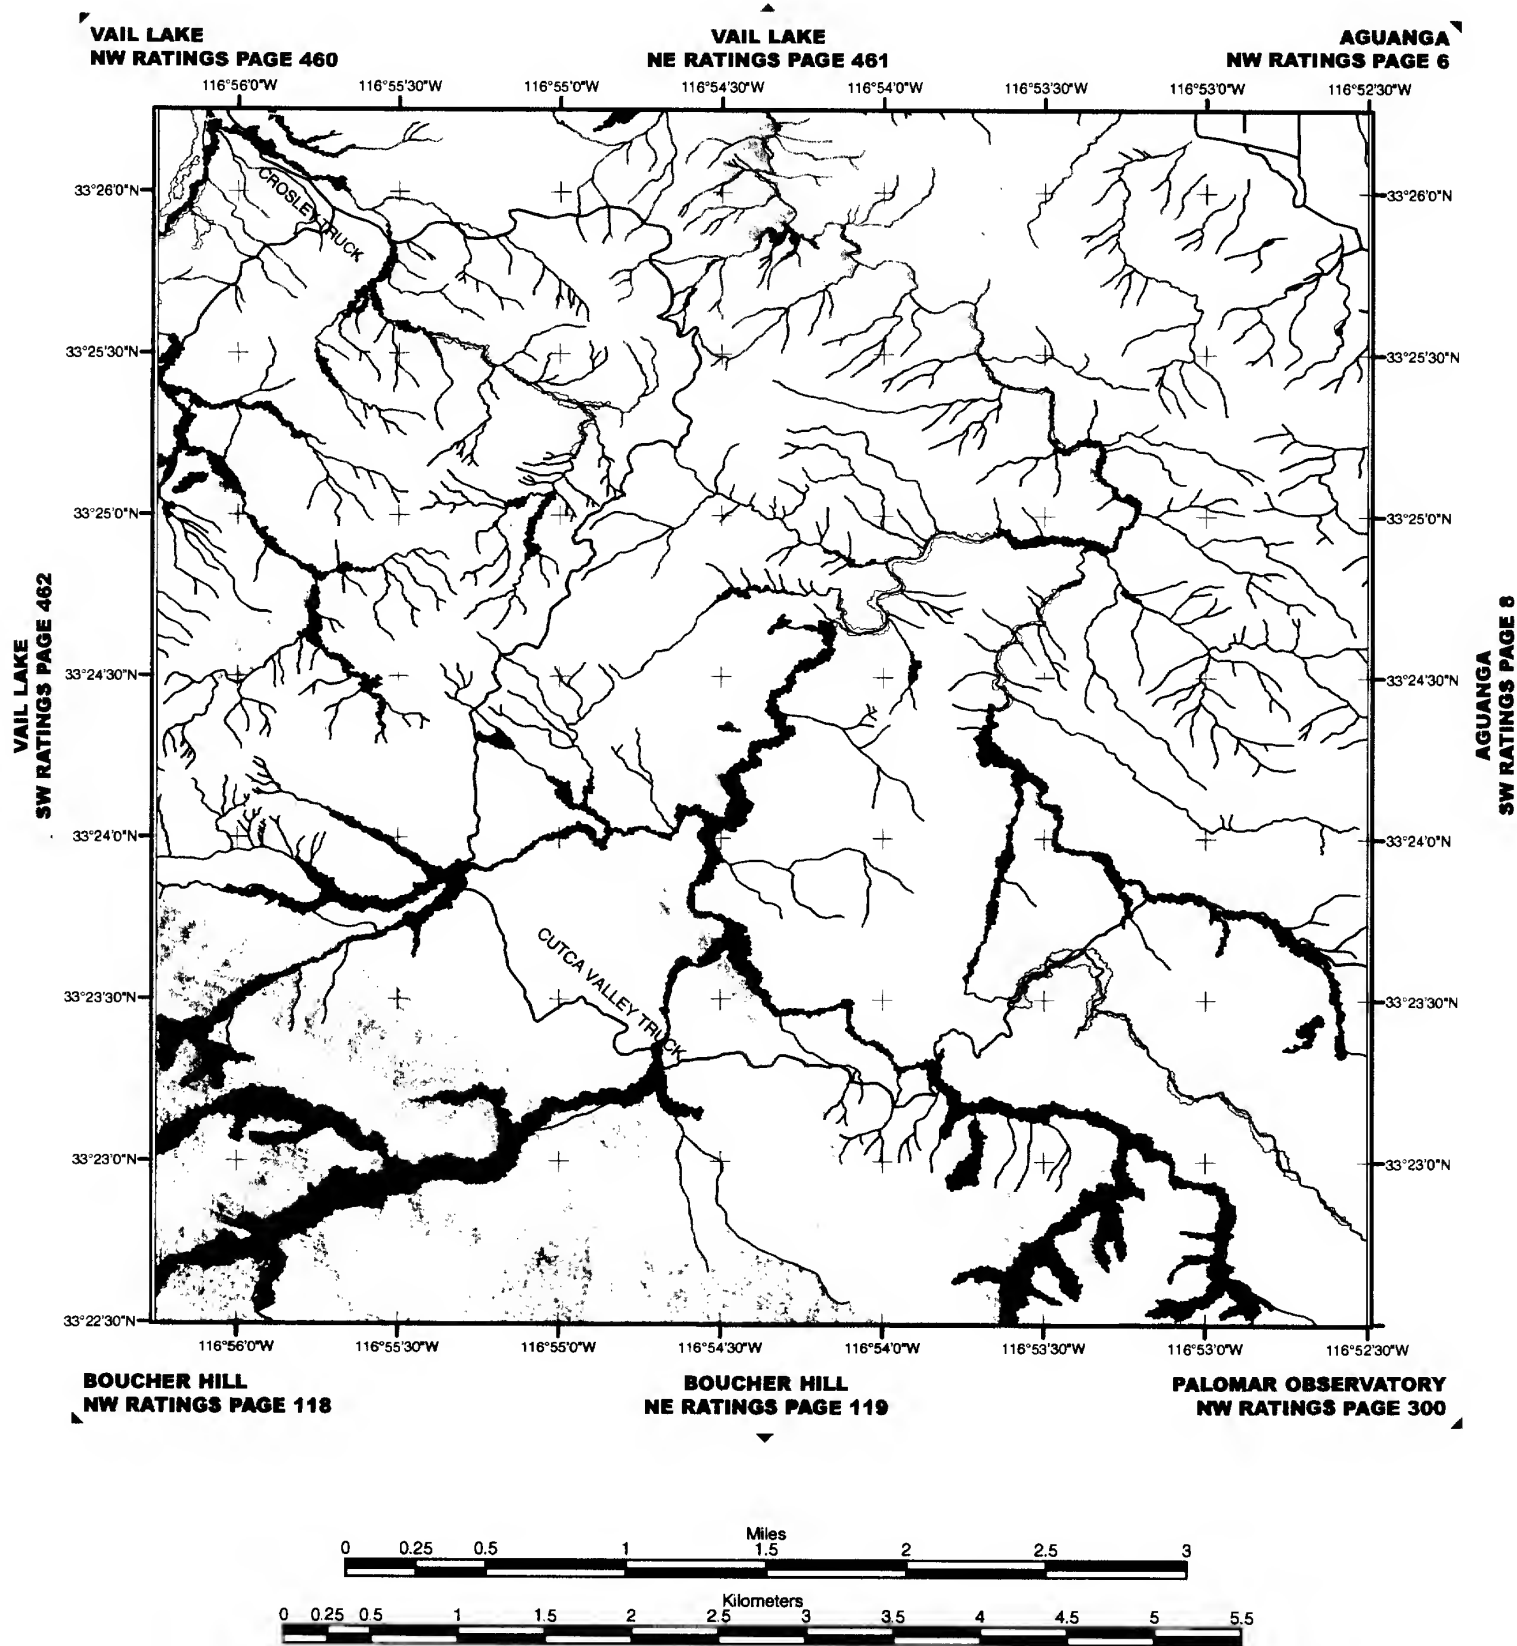 VAIL LAKE
NW RATINGS PAGE 460
VAIL LAKE
NE RATINGS PAGE 461
AGUANGA
NW RATINGS PAGE 6
116°56'0"W 116°55'30"W 116°55'0"W 116°54'30"W 116°54'0"W 116°53'30"W 116°53'0"W 116°52'30"W
33°26'0"N 33°26'0"N
CROSLEY TRUCK
33°25'30"N 33°25'30"N
33°25'0"N 33°25'0"N
VAIL LAKE
SW RATINGS PAGE 462
AGUANGA
SW RATINGS PAGE 8
33°24'30"N 33°24'30"N
33°24'0"N 33°24'0"N
CUTCA VALLEY TRUCK
33°23'30"N 33°23'30"N
33°23'0"N 33°23'0"N
33°22'30"N
116°56'0"W 116°55'30"W 116°55'0"W 116°54'30"W 116°54'0"W 116°53'30"W 116°53'0"W 116°52'30"W
BOUCHER HILL
NW RATINGS PAGE 118
BOUCHER HILL
NE RATINGS PAGE 119
PALOMAR OBSERVATORY
NW RATINGS PAGE 300
Miles
0 0.25 0.5 1 1.5 2 2.5 3
Kilometers
0 0.25 0.5 1 1.5 2 2.5 3 3.5 4 4.5 5 5.5